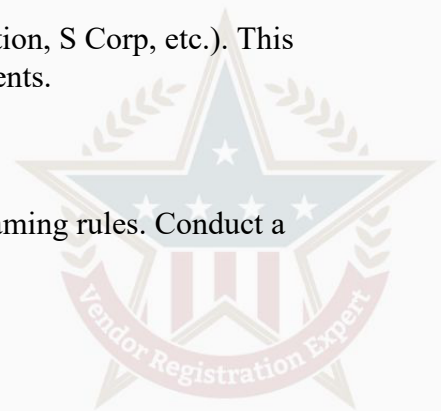 tion, S Corp, etc.). This
ents.
aming rules. Conduct a
Vendor Registration Expert